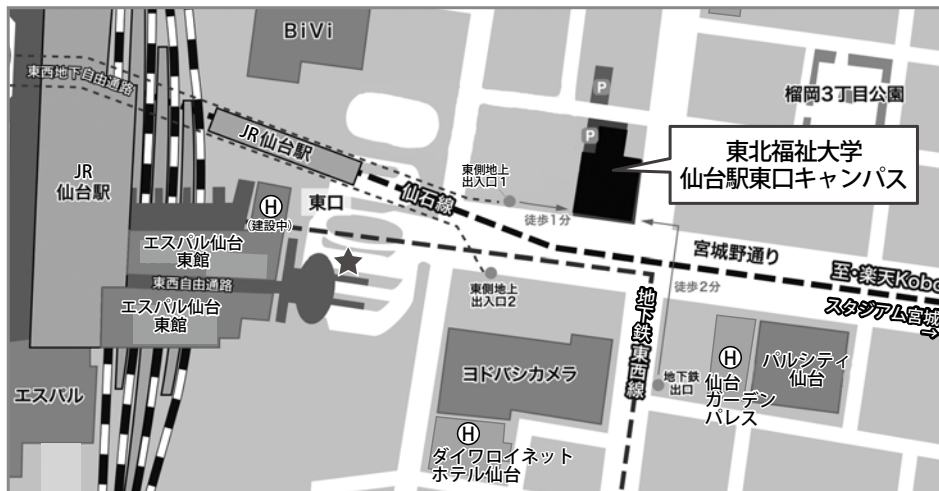 BiVi
東西地下自由通路
榴岡3丁目公園
P
P
JR仙台駅
東北福祉大学
仙台駅東口キャンパス
JR
仙台駅
東側地上
出入口1
仙石線
徒歩1分
H
(建設中)
東口
エスパル仙台
東館
宮城野通り
至・楽天Kobo
スタジアム宮城
→
東西自由通路
東側地上
出入口2
徒歩2分
エスパル仙台
東館
地下鉄東西線
エスパル
ヨドバシカメラ
地下鉄
出口
H
仙台
ガーデン
パレス
パルシティ
仙台
H
ダイワロイネット
ホテル仙台